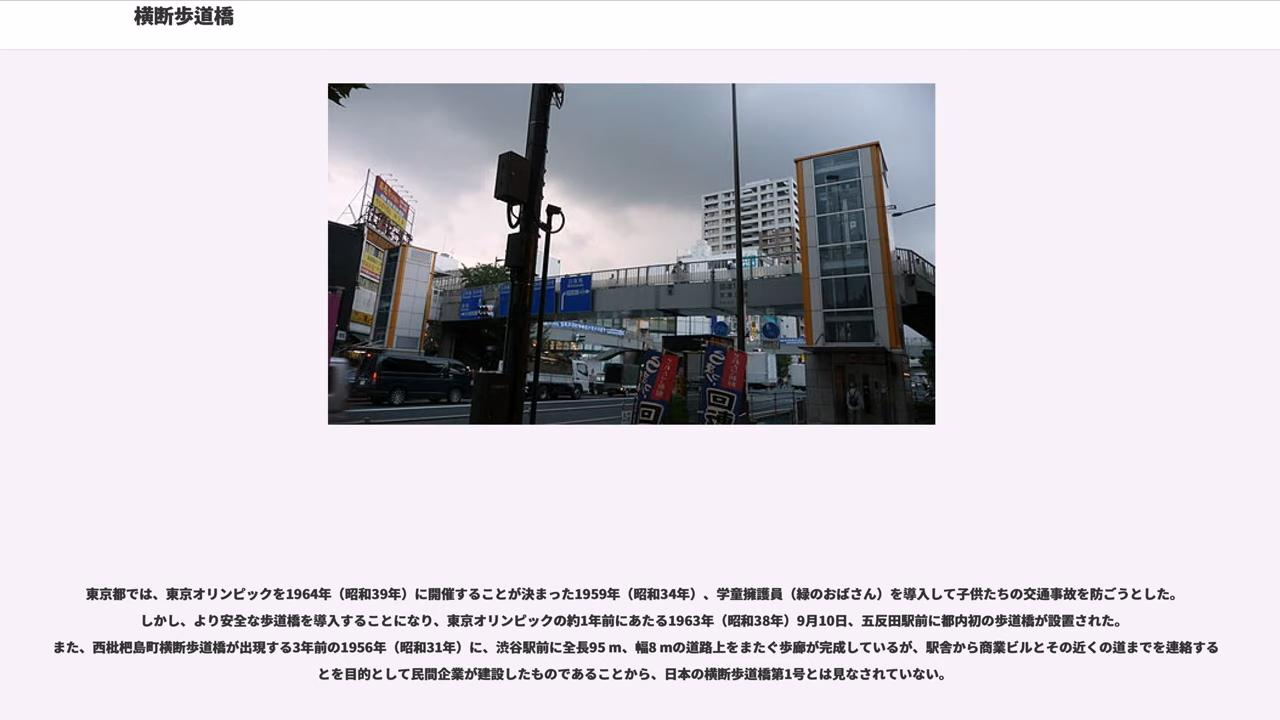 横断歩道橋
東京都では、東京オリンピックを1964年（昭和39年）に開催することが決まった1959年（昭和34年）、学童擁護員（緑のおばさん）を導入して子供たちの交通事故を防ごうとした。
しかし、より安全な歩道橋を導入することになり、東京オリンピックの約1年前にあたる1963年（昭和38年）9月10日、五反田駅前に都内初の歩道橋が設置された。
また、西枇杷島町横断歩道橋が出現する3年前の1956年（昭和31年）に、渋谷駅前に全長95 m、幅8 mの道路上をまたぐ歩廊が完成しているが、駅舎から商業ビルとその近くの道までを連絡する
とを目的として民間企業が建設したものであることから、日本の横断歩道橋第1号とは見なされていない。